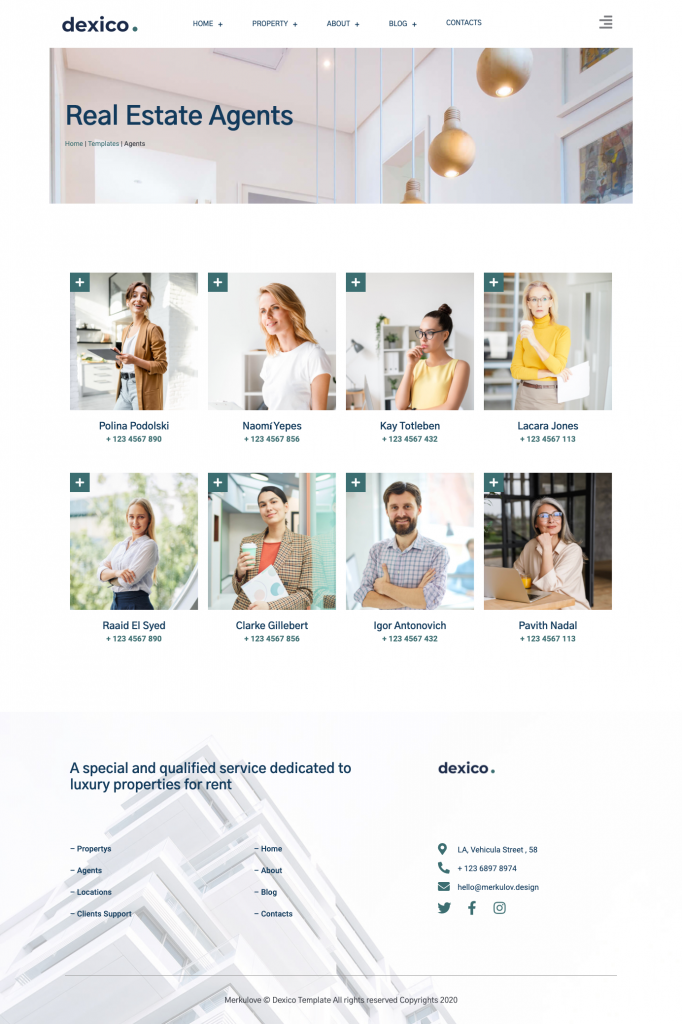 dexico.
HOME + PROPERTY + ABOUT + BLOG + CONTACTS
Real Estate Agents
Home | Templates | Agents
Polina Podolski
+ 123 4567 890
Naomí Yepes
+ 123 4567 856
Kay Totleben
+ 123 4567 432
Lacara Jones
+ 123 4567 113
Raaid El Syed
+ 123 4567 890
Clarke Gillebert
+ 123 4567 856
Igor Antonovich
+ 123 4567 432
Pavith Nadal
+ 123 4567 113
A special and qualified service dedicated to
luxury properties for rent
– Propertys
– Agents
– Locations
– Clients Support
– Home
– About
– Blog
– Contacts
dexico.
LA, Vehicula Street , 58
+ 123 6897 8974
hello@merkulov.design
Merkulove © Dexico Template All rights reserved Copyrights 2020